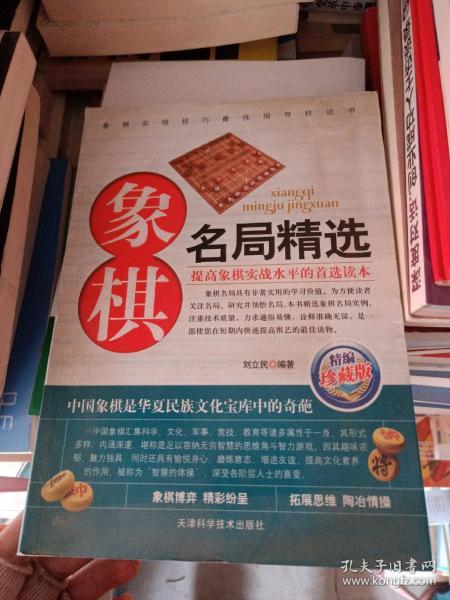 象棋实战技巧最佳指导枕边书
xiangqi
mingju jingxuan
象棋
名局精选
提高象棋实战水平的首选读本
象棋名局具有非常实用的学习价值。为方便读者
关注名局、研究并领悟名局，本书精选象棋名局实例，
注重技术质量，力求通俗易懂，诠释准确无误，是一
部使您在短期内快速提高棋艺的最佳读物。
刘立民◎编著
精编
珍藏版
中国象棋是华夏民族文化宝库中的奇葩
中国象棋汇集科学、文化、军事、竞技、教育等诸多属性于一身，其形式
多样，内涵深邃，堪称是足以容纳无穷智慧的思维角斗智力游戏。因其趣味浓
郁，魅力独具，同时还具有愉悦身心、磨炼意志、增进友谊、提高文化素养
的作用，被称为“智慧的体操”，深受各阶层人士的喜爱。
將
象棋博弈 精彩纷呈
拓展思维 陶冶情操
天津科学技术出版社
深度对话:
孔夫子旧书网
www.kongfz.com